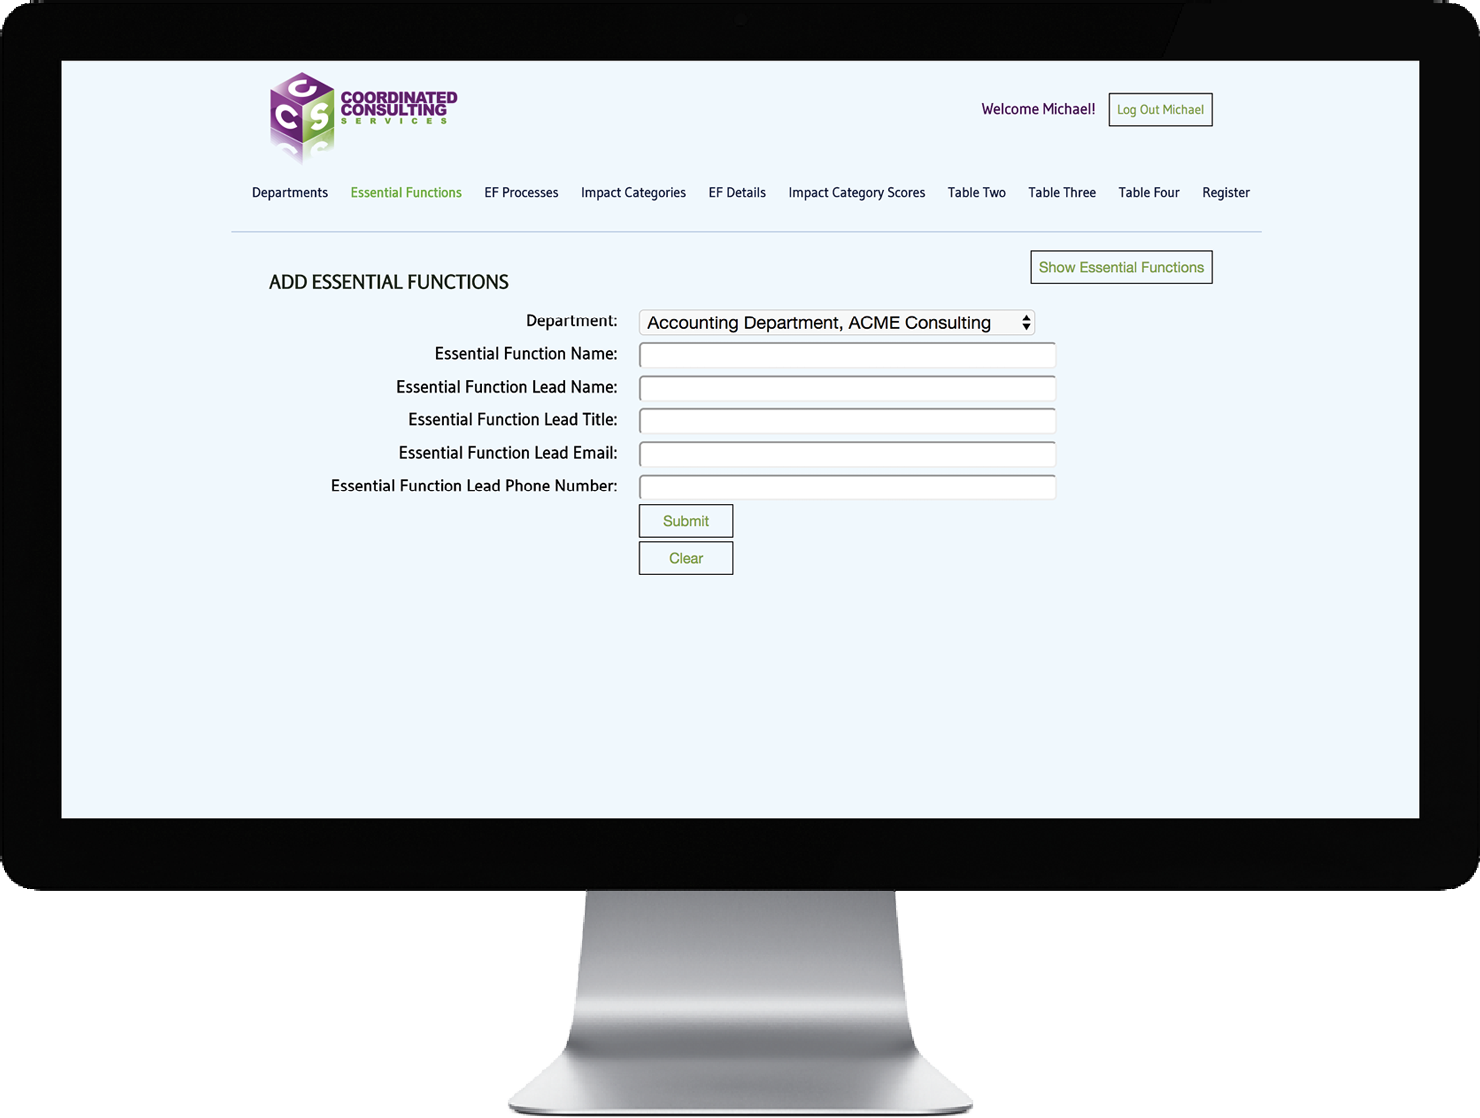 C
C S
COORDINATED
CONSULTING
SERVICES
Welcome Michael!
Log Out Michael
Departments Essential Functions EF Processes Impact Categories EF Details Impact Category Scores Table Two Table Three Table Four Register
Show Essential Functions
ADD ESSENTIAL FUNCTIONS
Department: Accounting Department, ACME Consulting
Essential Function Name:
Essential Function Lead Name:
Essential Function Lead Title:
Essential Function Lead Email:
Essential Function Lead Phone Number:
Submit
Clear